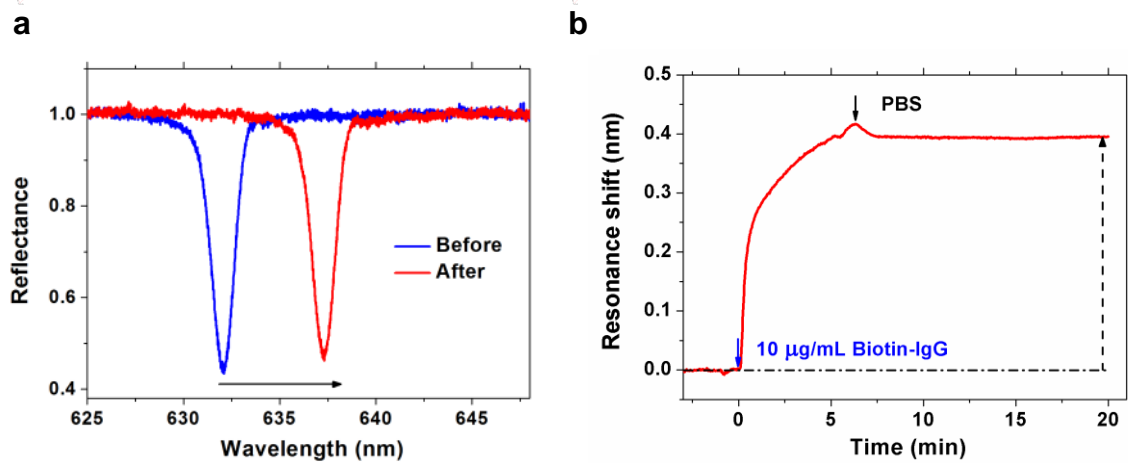 a
1.0
0.8
0.6
0.4
Reflectance
Before
After
625 630 635 640 645
Wavelength (nm)
b
0.5
0.4
0.3
0.2
0.1
0.0
Resonance shift (nm)
PBS
10 μg/mL Biotin-IgG
0 5 10 15 20
Time (min)